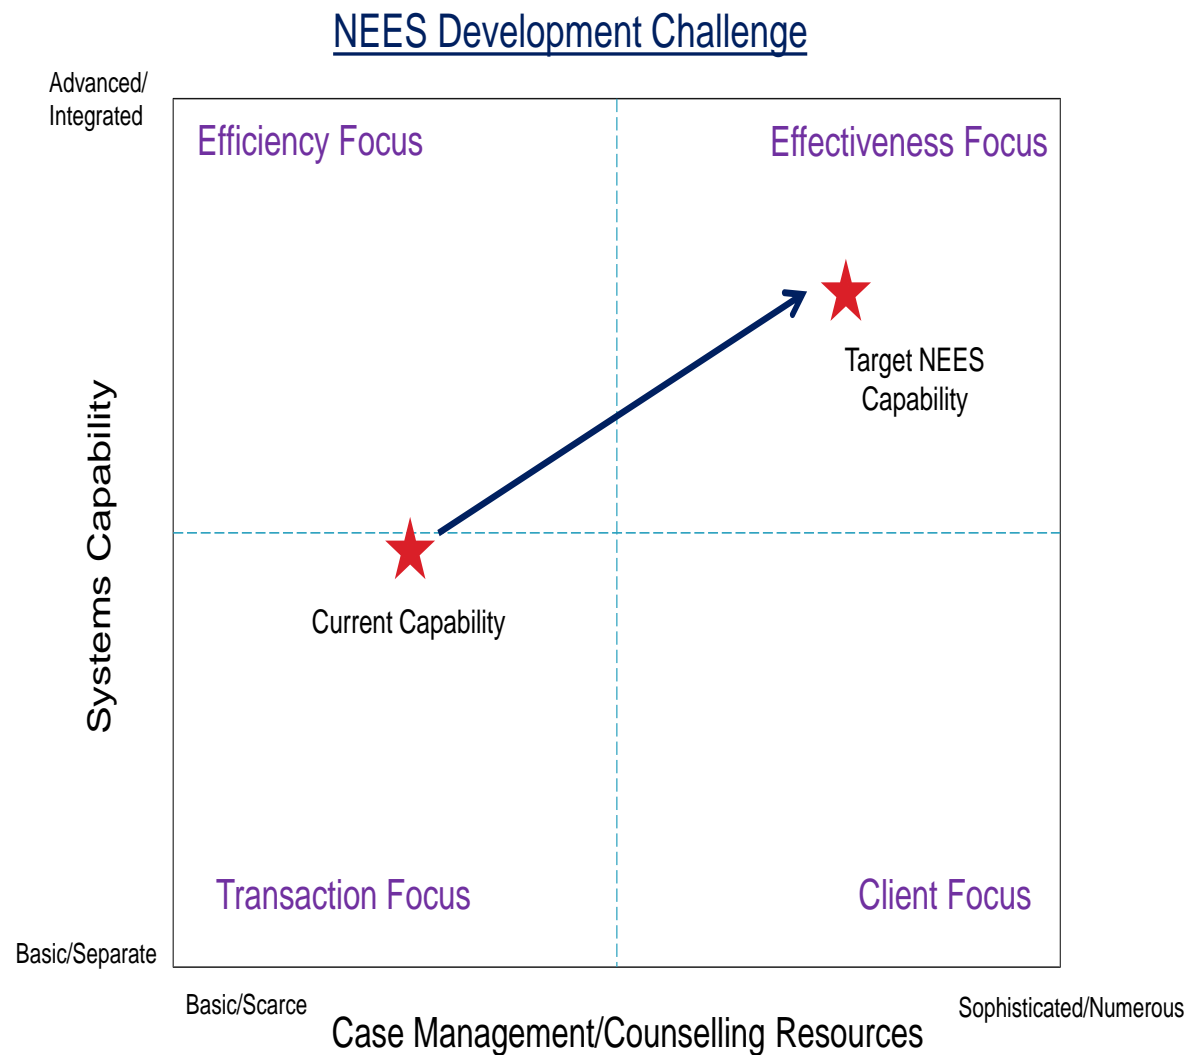 NEES Development Challenge
Advanced/
Integrated
Efficiency Focus
Effectiveness Focus
Target NEES
Capability
Systems Capability
Current Capability
Transaction Focus
Client Focus
Basic/Separate
Basic/Scarce
Sophisticated/Numerous
Case Management/Counselling Resources